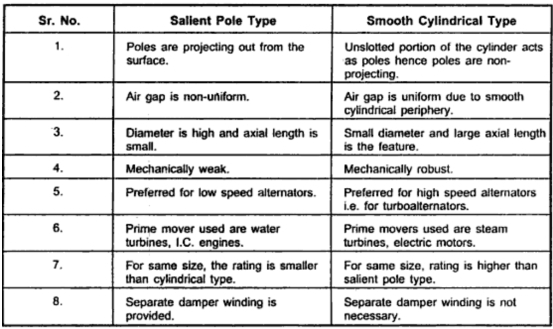 Sr. No. Salient Pole Type Smooth Cylindrical Type
1. Poles are projecting out from the surface. Unslotted portion of the cylinder acts as poles hence poles are non-projecting.
2. Air gap is non-uniform. Air gap is uniform due to smooth cylindrical periphery.
3. Diameter is high and axial length is small. Small diameter and large axial length is the feature.
4. Mechanically weak. Mechanically robust.
5. Preferred for low speed alternators. Preferred for high speed alternators i.e. for turboalternators.
6. Prime mover used are water turbines, I.C. engines. Prime movers used are steam turbines, electric motors.
7. For same size, the rating is smaller than cylindrical type. For same size, rating is higher than salient pole type.
8. Separate damper winding is provided. Separate damper winding is not necessary.